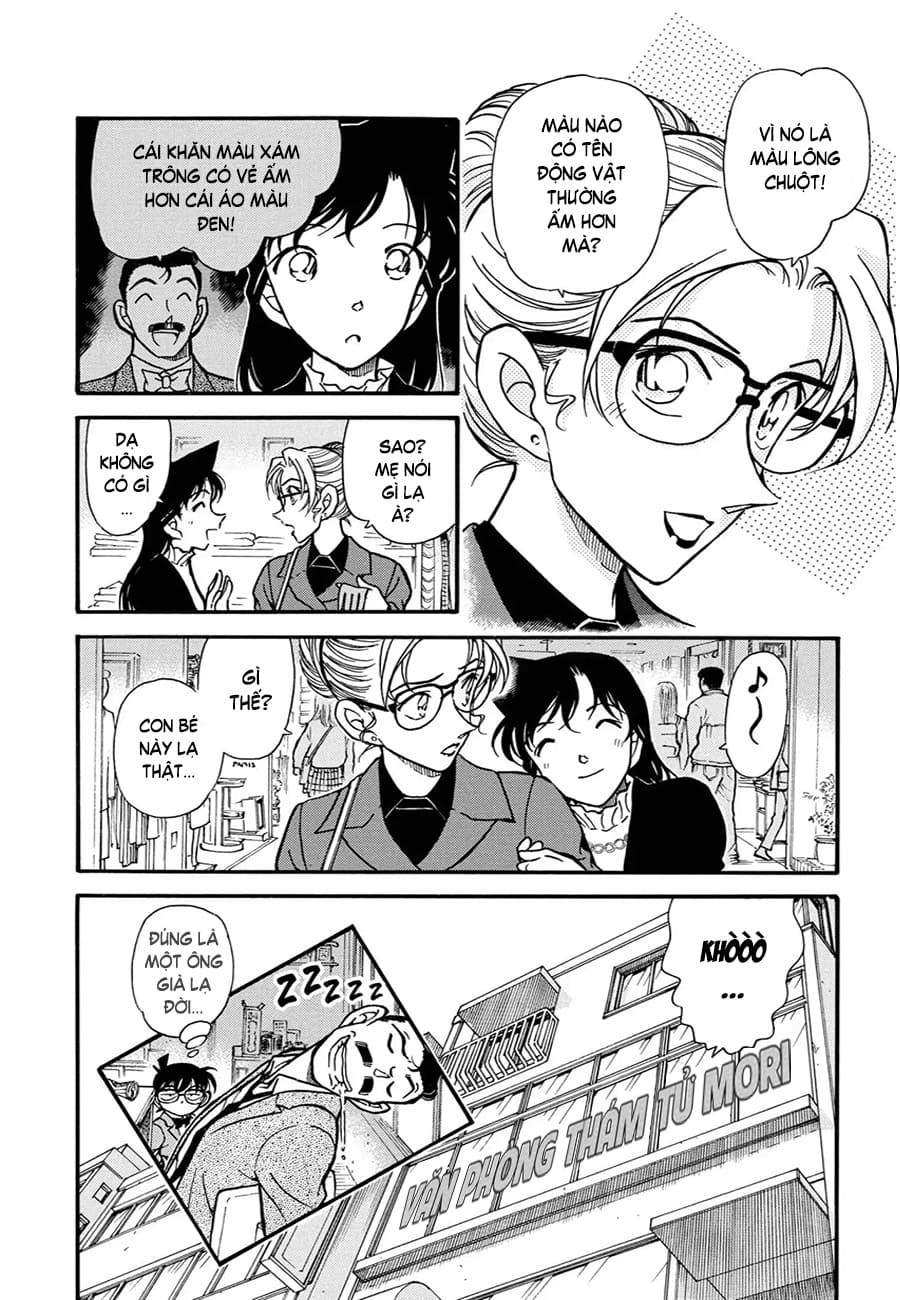 VÌ NÓ LÀ
MÀU LÔNG
CHUỘT!
MÀU NÀO
CÓ TÊN
ĐỘNG VẬT
THƯỜNG
ẤM HƠN
MÀ?
CÁI KHĂN MÀU XÁM
TRÔNG CÓ VẺ ẤM
HƠN CÁI ÁO MÀU
ĐEN!
SAO?
MẸ NÓI
GÌ LẠ
À?
DẠ
KHÔNG
CÓ GÌ
...
♪
GÌ
THẾ?
CON BÉ
NÀY LẠ
THẬT...
KHÒÒÒ
...
VĂN PHÒNG THÁM TỬ MORI
ZZZZZ
ĐÚNG LÀ
MỘT ÔNG
GIÀ LẠ
ĐỜI...